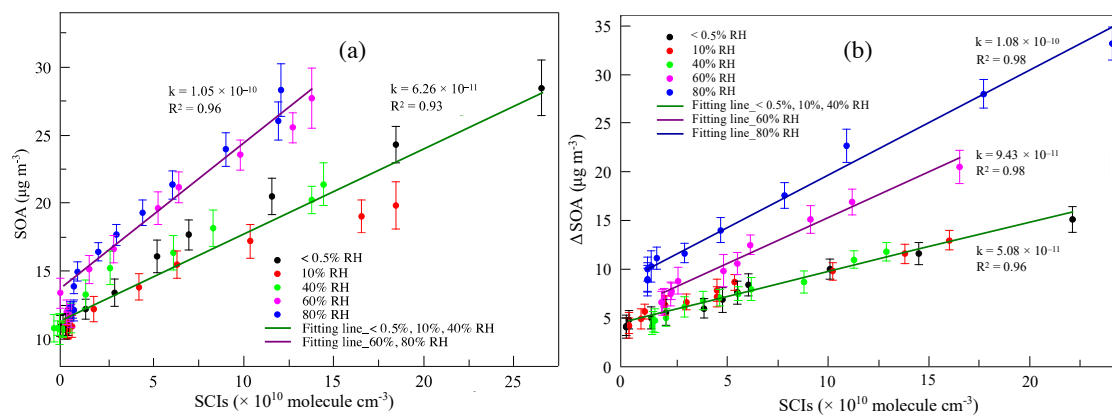 (a)
k = 1.05 × 10⁻¹⁰
R² = 0.96
k = 6.26 × 10⁻¹¹
R² = 0.93
SOA (μg m⁻³)
30
25
20
15
10
< 0.5% RH
10% RH
40% RH
60% RH
80% RH
Fitting line_< 0.5%, 10%, 40% RH
Fitting line_60%, 80% RH
0 5 10 15 20 25
SCIs (× 10¹⁰ molecule cm⁻³)
(b)
< 0.5% RH
10% RH
40% RH
60% RH
80% RH
Fitting line_< 0.5%, 10%, 40% RH
Fitting line_60% RH
Fitting line_80% RH
k = 1.08 × 10⁻¹⁰
R² = 0.98
k = 9.43 × 10⁻¹¹
R² = 0.98
k = 5.08 × 10⁻¹¹
R² = 0.96
Δ SOA (μg m⁻³)
35
30
25
20
15
10
5
0
0 5 10 15 20
SCIs (× 10¹⁰ molecule cm⁻³)